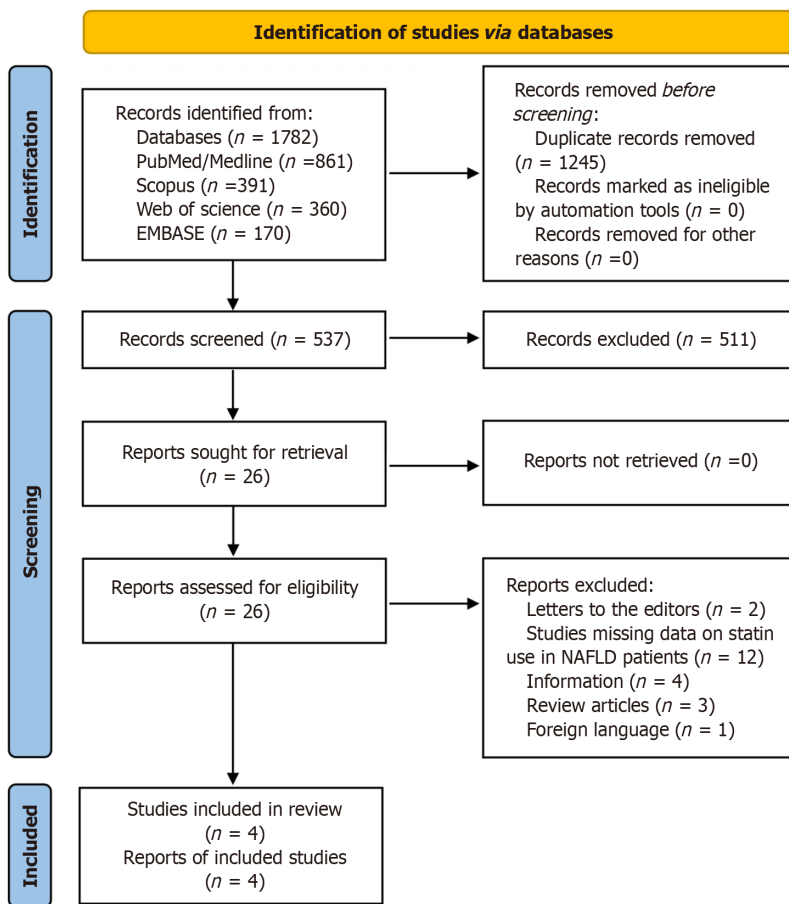 Identification of studies via databases
Identification
Records identified from:
Databases (n = 1782)
PubMed/Medline (n =861)
Scopus (n =391)
Web of science (n = 360)
EMBASE (n = 170)
Records removed before
screening:
Duplicate records removed
(n = 1245)
Records marked as ineligible
by automation tools (n = 0)
Records removed for other
reasons (n =0)
Screening
Records screened (n = 537)
Records excluded (n = 511)
Reports sought for retrieval
(n = 26)
Reports not retrieved (n =0)
Reports assessed for eligibility
(n = 26)
Reports excluded:
Letters to the editors (n = 2)
Studies missing data on statin
use in NAFLD patients (n = 12)
Information (n = 4)
Review articles (n = 3)
Foreign language (n = 1)
Included
Studies included in review
(n = 4)
Reports of included studies
(n = 4)